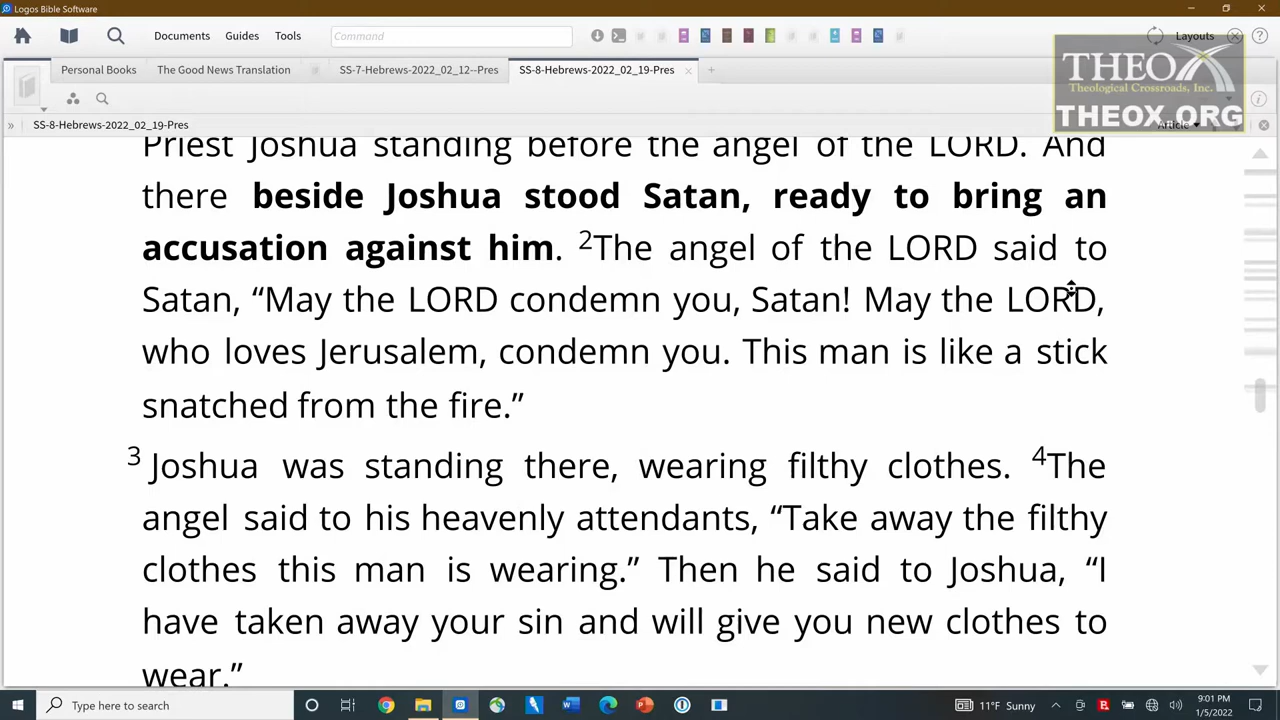 Logos Bible Software
Documents Guides Tools Command Layouts
Personal Books The Good News Translation SS-7-Hebrews-2022_02_12--Pres SS-8-Hebrews-2022_02_19-Pres
THEOX
Theological Crossroads, Inc.
THEOX.ORG
SS-8-Hebrews-2022_02_19-Pres Article
Priest Joshua standing before the angel of the LORD. And
there beside Joshua stood Satan, ready to bring an
accusation against him. 2The angel of the LORD said to
Satan, “May the LORD condemn you, Satan! May the LORD,
who loves Jerusalem, condemn you. This man is like a stick
snatched from the fire.”
3 Joshua was standing there, wearing filthy clothes. 4The
angel said to his heavenly attendants, “Take away the filthy
clothes this man is wearing.” Then he said to Joshua, “I
have taken away your sin and will give you new clothes to
wear.”
Type here to search 11°F Sunny 9:01 PM
1/5/2022